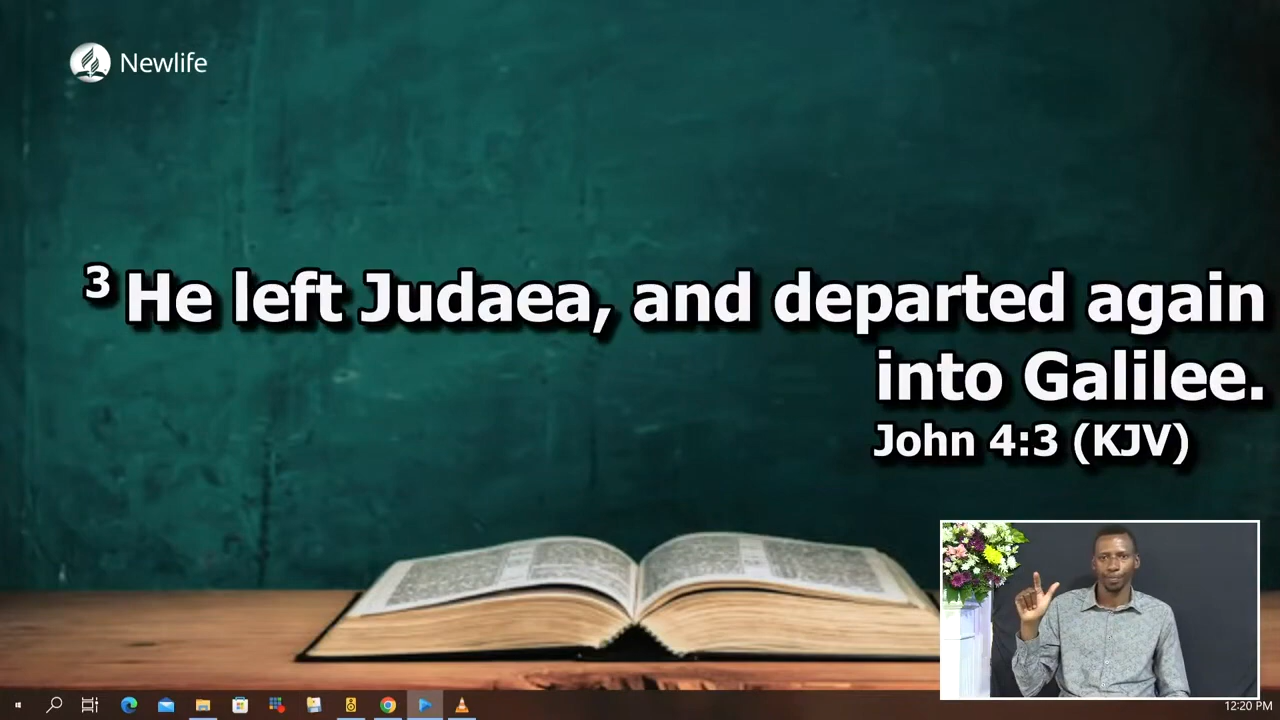 Newlife
3 He left Judaea, and departed again
into Galilee.
John 4:3 (KJV)
12:20 PM